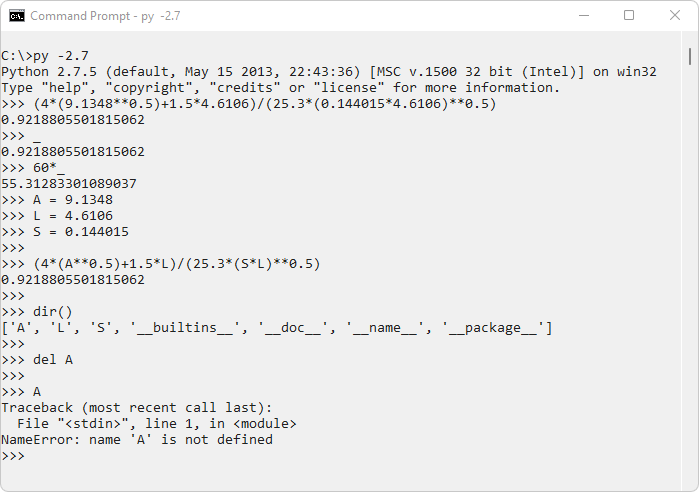 Command Prompt - py  -2.7
C:\>py -2.7
Python 2.7.5 (default, May 15 2013, 22:43:36) [MSC v.1500 32 bit (Intel)] on win32
Type "help", "copyright", "credits" or "license" for more information.
>>> (4*(9.1348**0.5)+1.5*4.6106)/(25.3*(0.144015*4.6106)**0.5)
0.9218805501815062
>>> _
0.9218805501815062
>>> 60*_
55.31283301089037
>>> A = 9.1348
>>> L = 4.6106
>>> S = 0.144015
>>>
>>> (4*(A**0.5)+1.5*L)/(25.3*(S*L)**0.5)
0.9218805501815062
>>>
>>> dir()
['A', 'L', 'S', '__builtins__', '__doc__', '__name__', '__package__']
>>>
>>> del A
>>>
>>> A
Traceback (most recent call last):
  File "<stdin>", line 1, in <module>
NameError: name 'A' is not defined
>>>